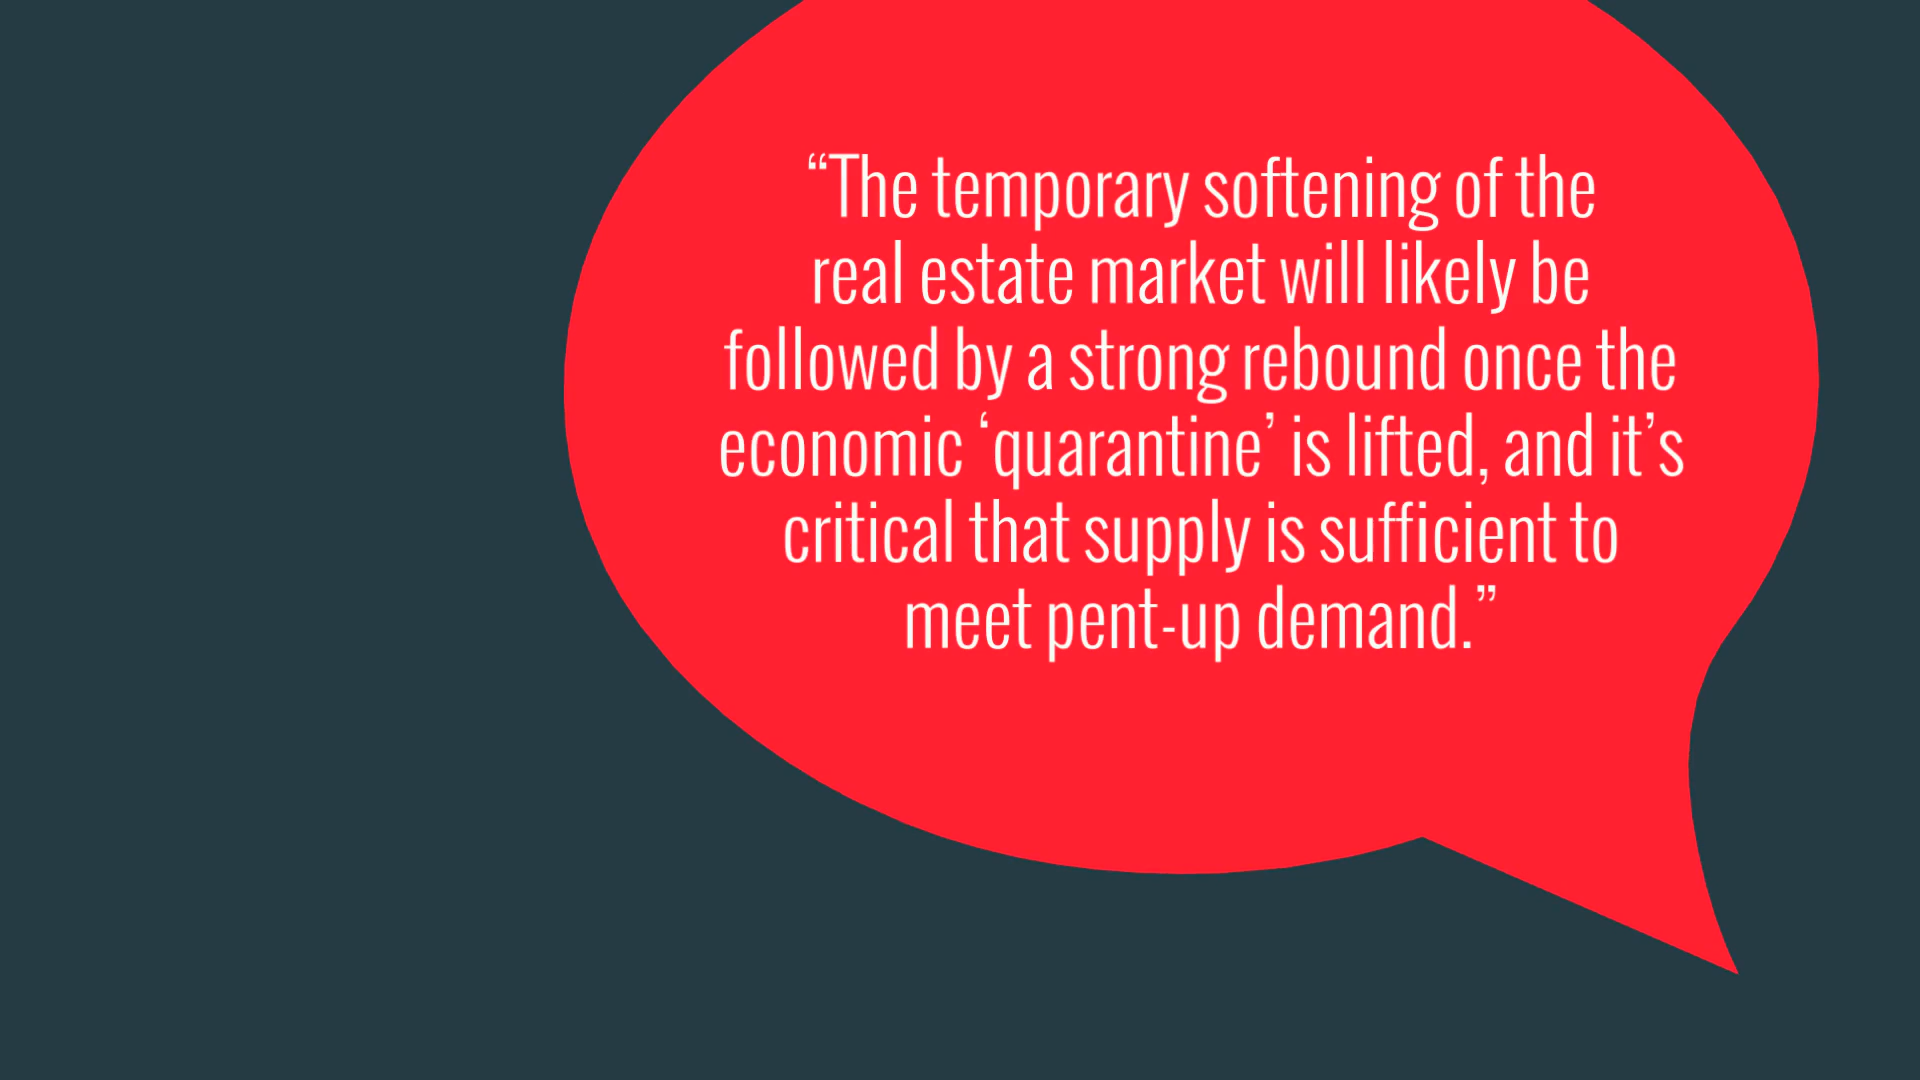 “The temporary softening of the
real estate market will likely be
followed by a strong rebound once the
economic ‘quarantine’ is lifted, and it’s
critical that supply is sufficient to
meet pent-up demand.”